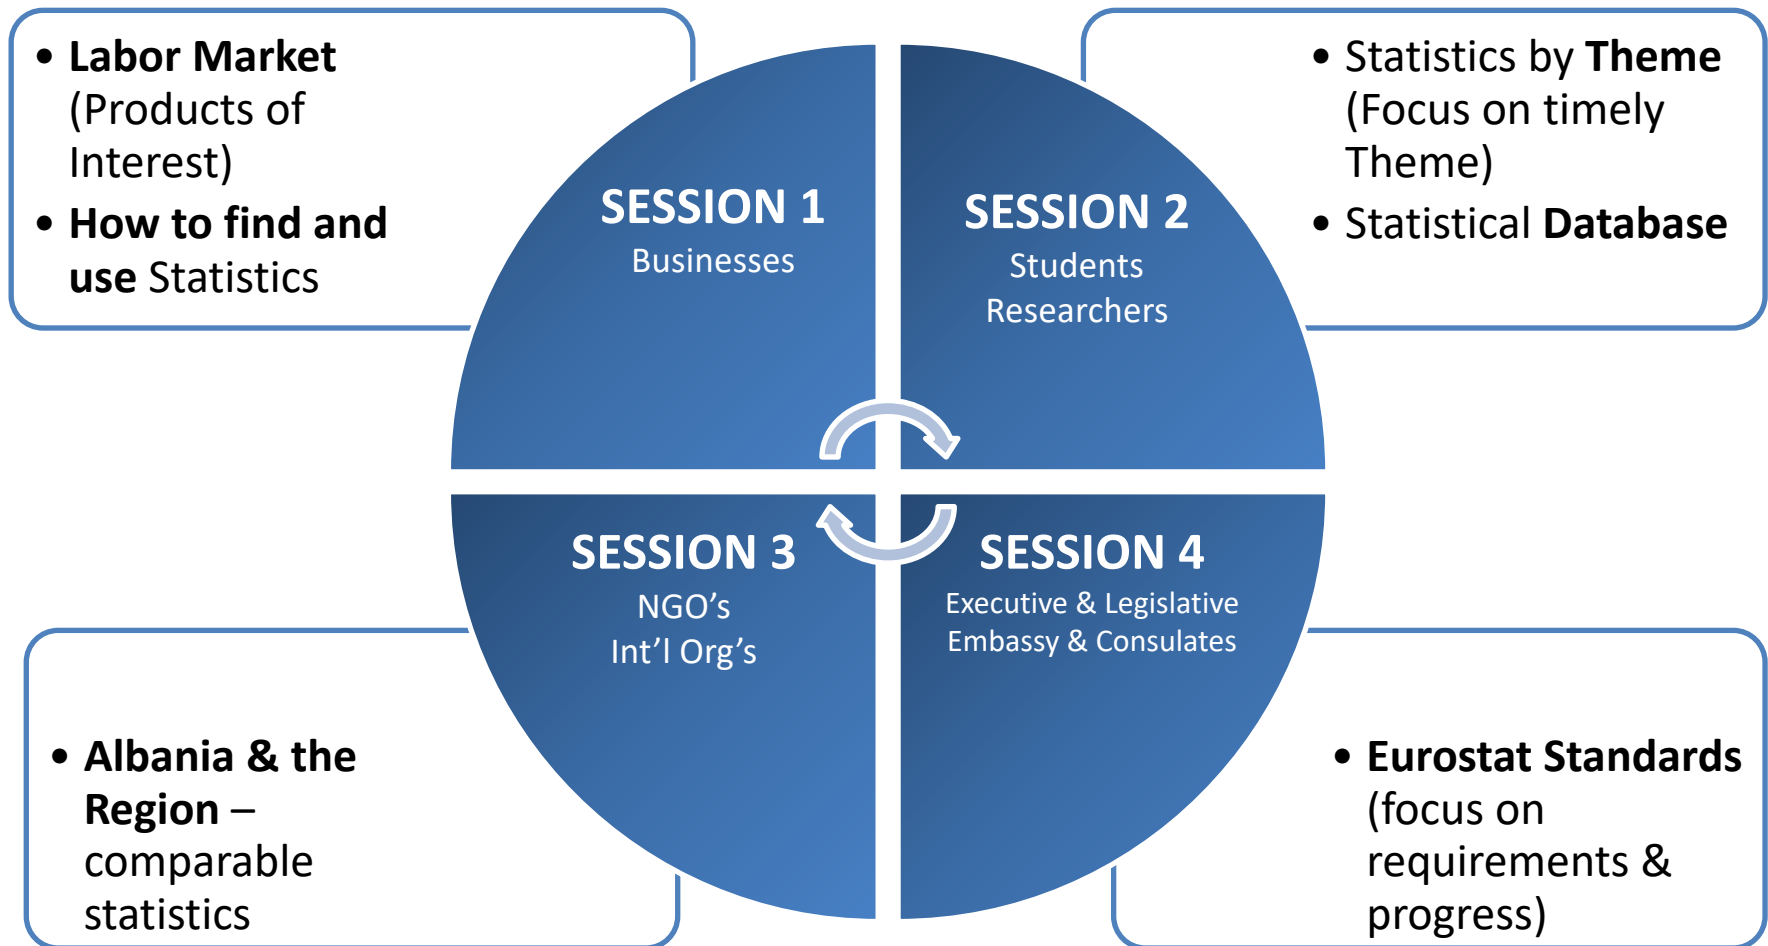 • Labor Market
(Products of
Interest)
• How to find and
use Statistics
SESSION 1
Businesses
SESSION 2
Students
Researchers
• Statistics by Theme
(Focus on timely
Theme)
• Statistical Database
SESSION 3
NGO’s
Int’l Org’s
• Albania & the
Region –
comparable
statistics
SESSION 4
Executive & Legislative
Embassy & Consulates
• Eurostat Standards
(focus on
requirements &
progress)